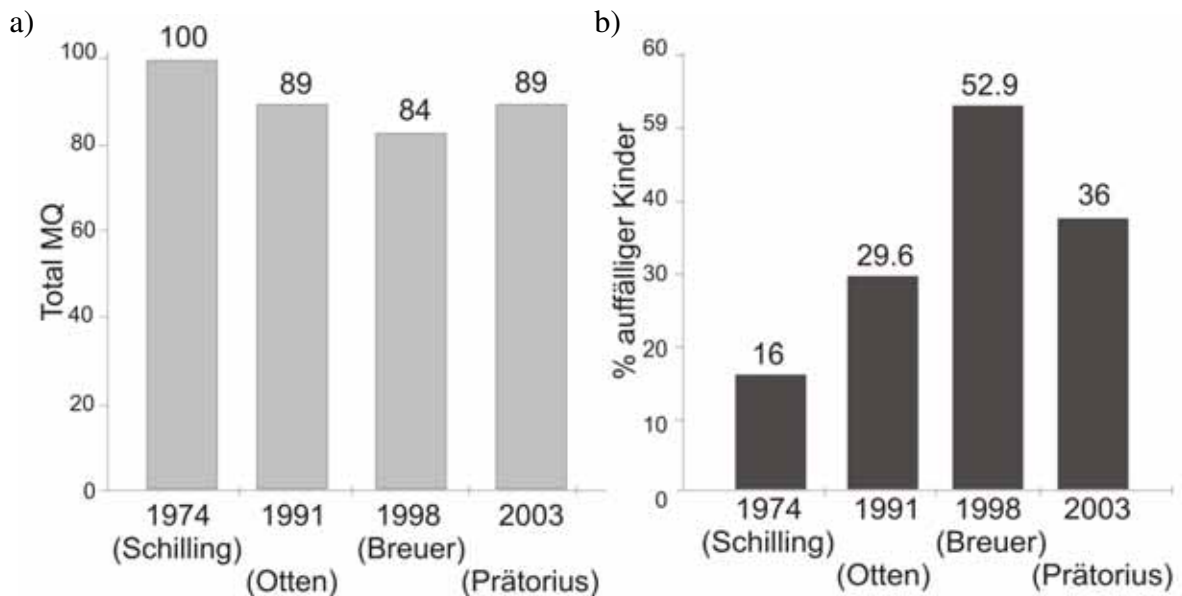 a)
Total MQ
100
80
60
40
20
0
100
89
84
89
1974 1991 1998 2003
(Schilling) (Breuer)
(Otten) (Prätorius)
b)
% auffälliger Kinder
60
59
40
30
20
10
0
16
29.6
52.9
36
1974 1991 1998 2003
(Schilling) (Breuer)
(Otten) (Prätorius)